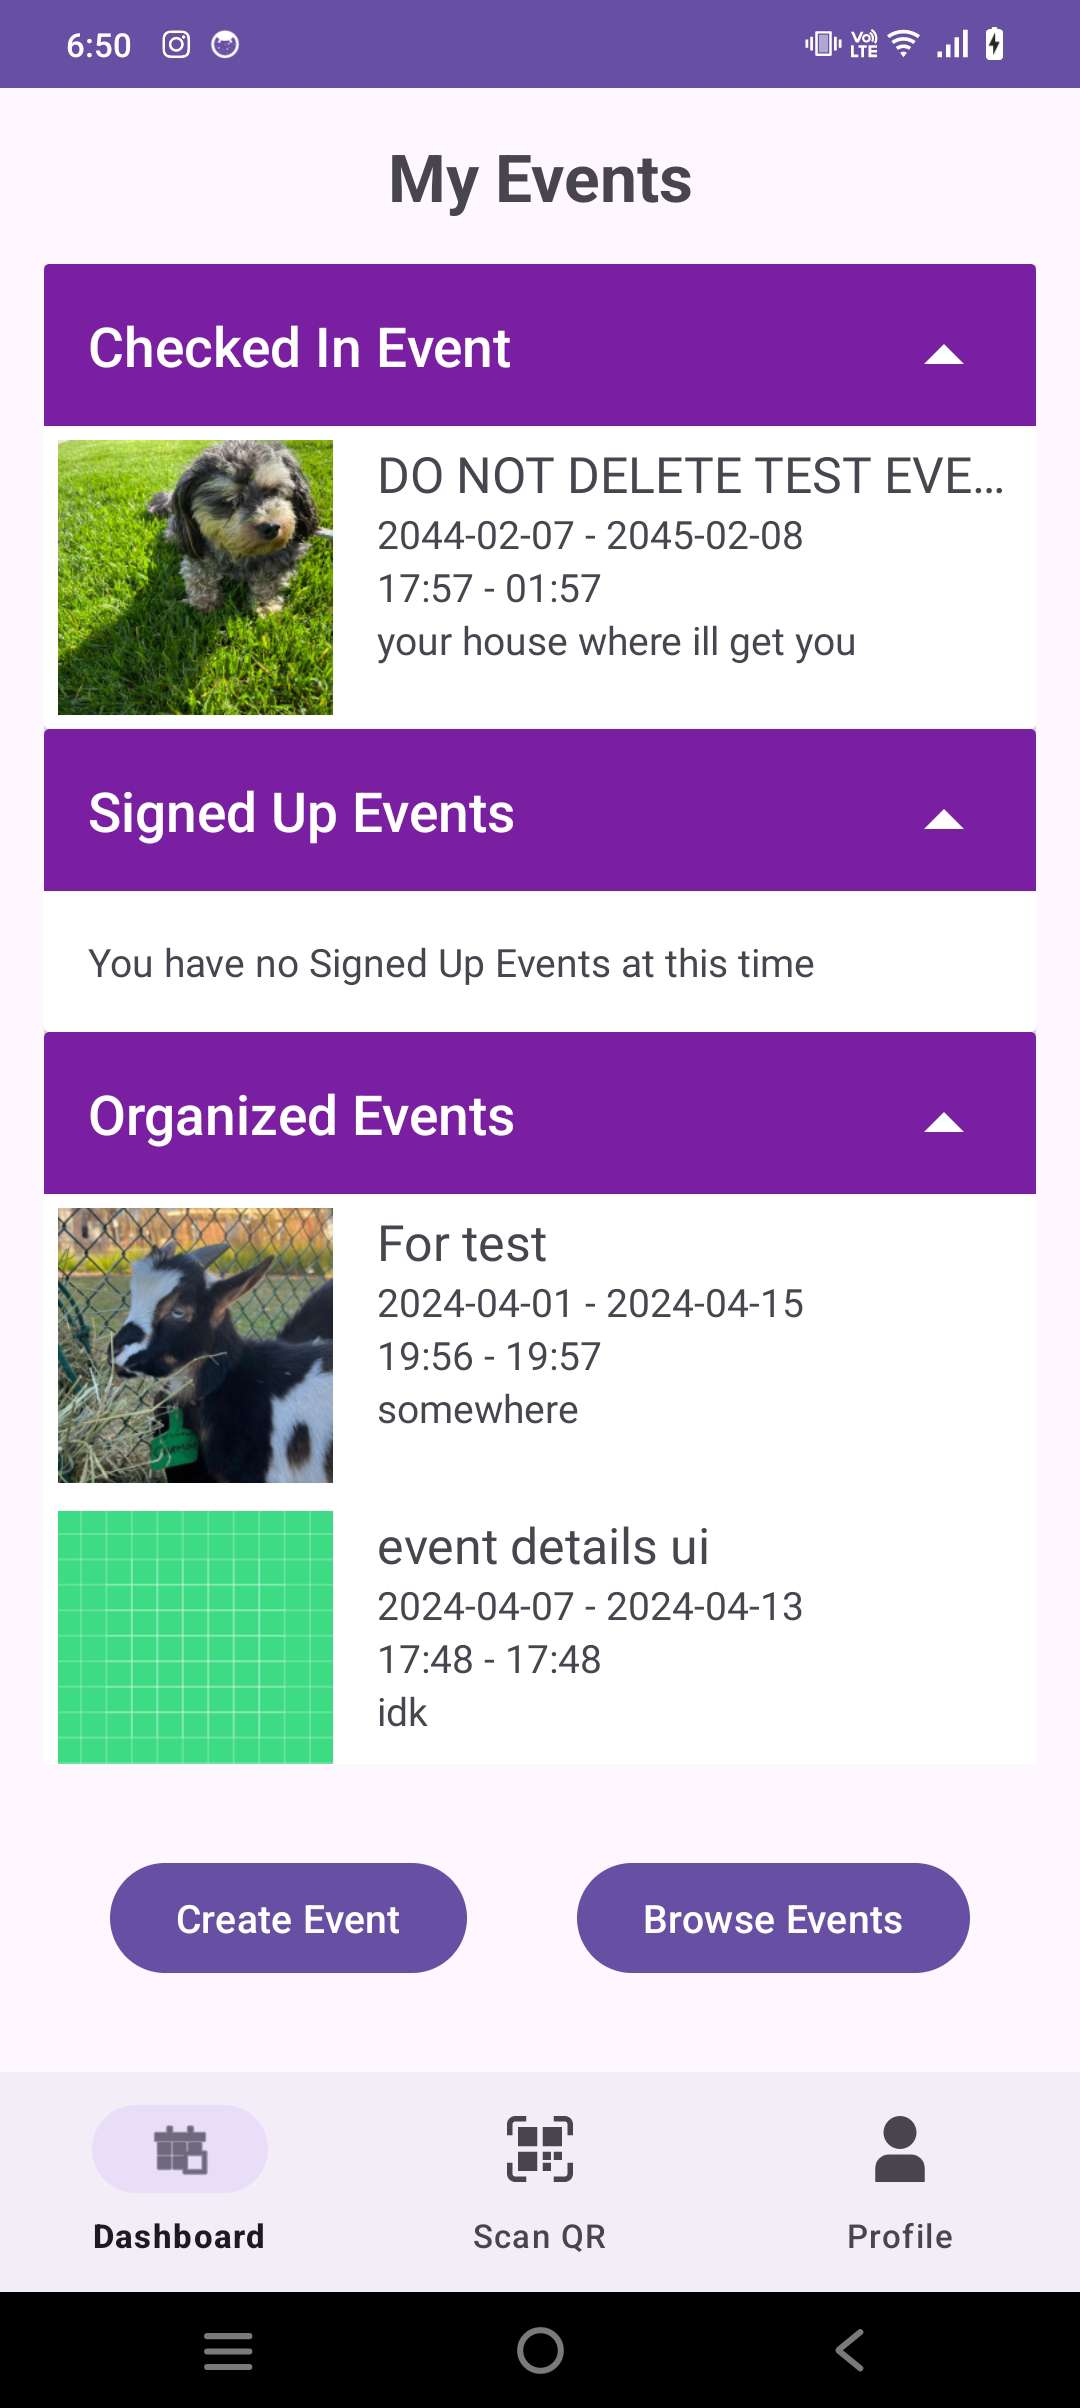 6:50
Vo)) LTE
My Events
Checked In Event
DO NOT DELETE TEST EVE...
2044-02-07 - 2045-02-08
17:57 - 01:57
your house where ill get you
Signed Up Events
You have no Signed Up Events at this time
Organized Events
For test
2024-04-01 - 2024-04-15
19:56 - 19:57
somewhere
event details ui
2024-04-07 - 2024-04-13
17:48 - 17:48
idk
Create Event
Browse Events
Dashboard
Scan QR
Profile